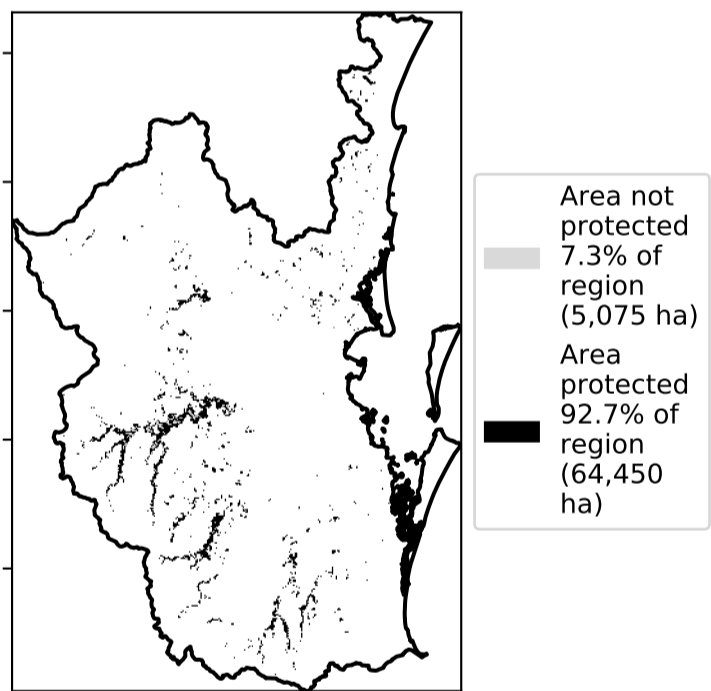 Area not
protected
7.3% of
region
(5,075 ha)
Area
protected
92.7% of
region
(64,450
ha)